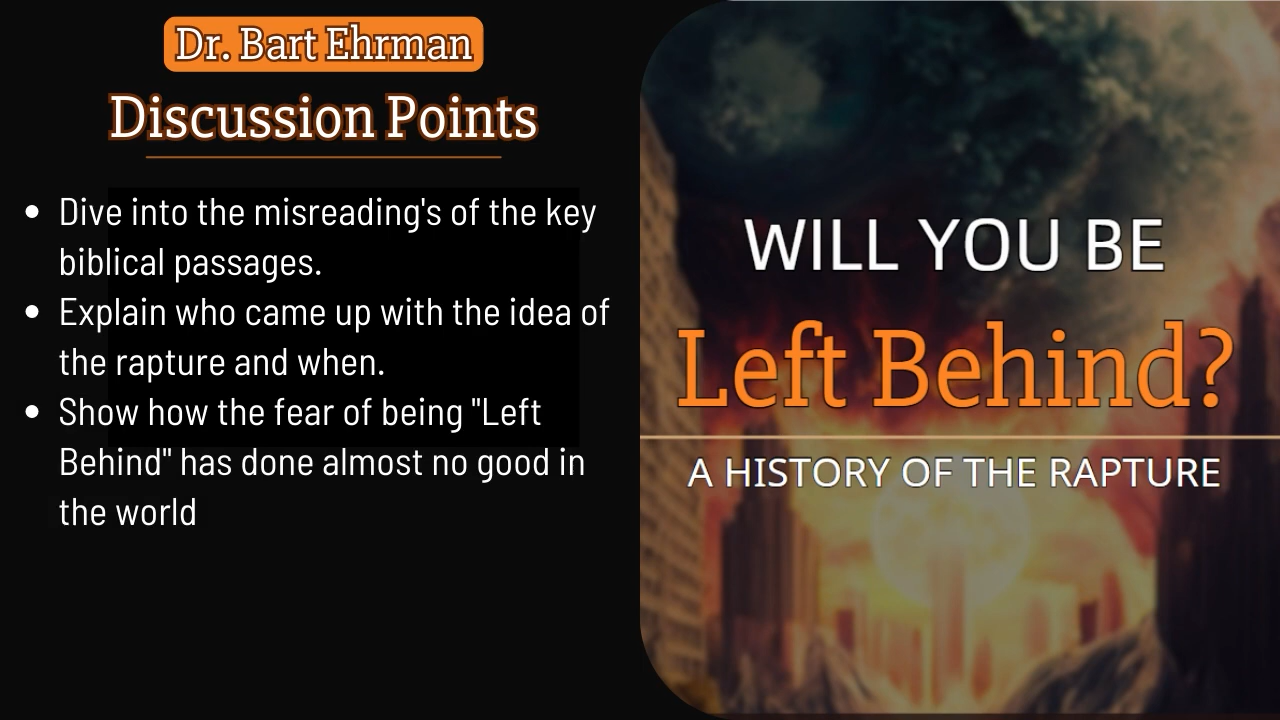 Dr. Bart Ehrman
Discussion Points
• Dive into the misreading's of the key
biblical passages.
• Explain who came up with the idea of
the rapture and when.
• Show how the fear of being "Left
Behind" has done almost no good in
the world
WILL YOU BE
Left Behind?
A HISTORY OF THE RAPTURE